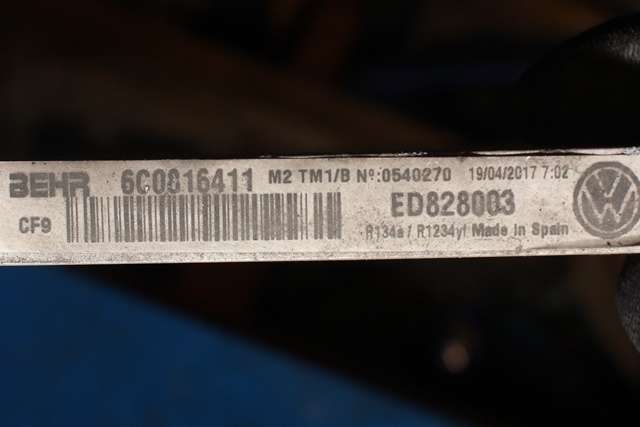 BEHR 6C0816411 M2 TM1/B Nº:0540270 19/04/2017 7:02
CF9 ED828003
R134a / R1234yf Made In Spain